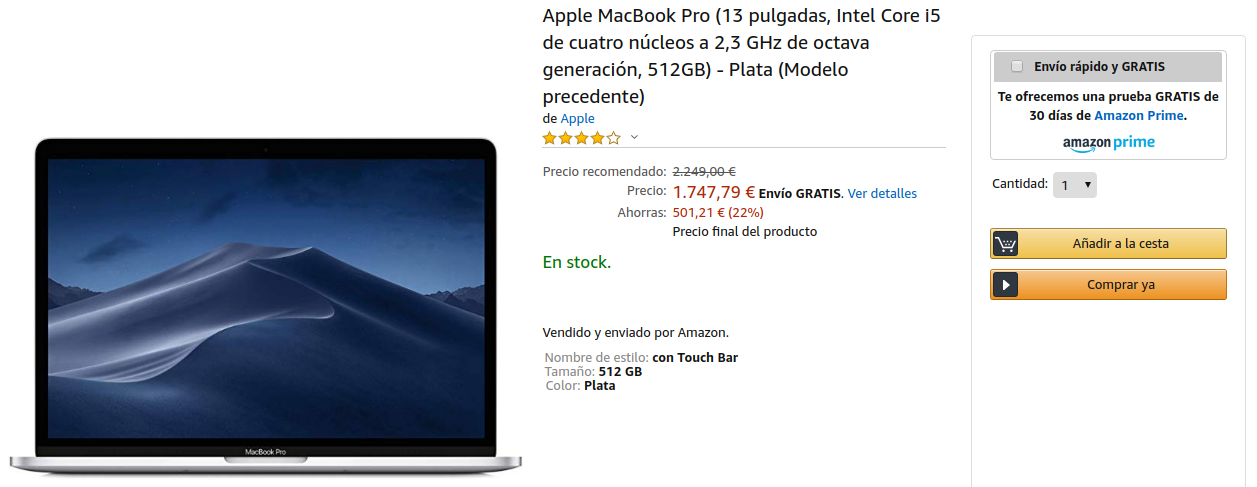 Apple MacBook Pro (13 pulgadas, Intel Core i5
de cuatro núcleos a 2,3 GHz de octava
generación, 512GB) - Plata (Modelo
precedente)
de Apple
Precio recomendado: 2.249,00 €
Precio: 1.747,79 € Envío GRATIS. Ver detalles
Ahorras: 501,21 € (22%)
Precio final del producto
En stock.
Vendido y enviado por Amazon.
Nombre de estilo: con Touch Bar
Tamaño: 512 GB
Color: Plata
MacBook Pro
Envío rápido y GRATIS
Te ofrecemos una prueba GRATIS de
30 días de Amazon Prime.
amazon prime
Cantidad: 1
Añadir a la cesta
Comprar ya